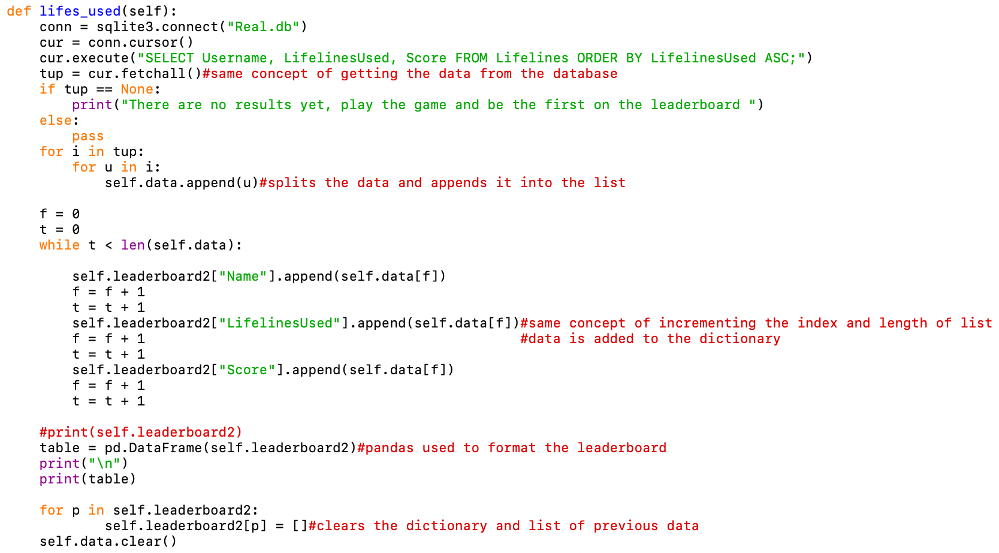 def lifes_used(self):
    conn = sqlite3.connect("Real.db")
    cur = conn.cursor()
    cur.execute("SELECT Username, LifelinesUsed, Score FROM Lifelines ORDER BY LifelinesUsed ASC;")
    tup = cur.fetchall()#same concept of getting the data from the database
    if tup == None:
        print("There are no results yet, play the game and be the first on the leaderboard ")
    else:
        pass
    for i in tup:
        for u in i:
            self.data.append(u)#splits the data and appends it into the list

    f = 0
    t = 0
    while t < len(self.data):

        self.leaderboard2["Name"].append(self.data[f])
        f = f + 1
        t = t + 1
        self.leaderboard2["LifelinesUsed"].append(self.data[f])#same concept of incrementing the index and length of list
        f = f + 1                                              #data is added to the dictionary
        t = t + 1
        self.leaderboard2["Score"].append(self.data[f])
        f = f + 1
        t = t + 1

    #print(self.leaderboard2)
    table = pd.DataFrame(self.leaderboard2)#pandas used to format the leaderboard
    print("\n")
    print(table)

    for p in self.leaderboard2:
            self.leaderboard2[p] = []#clears the dictionary and list of previous data
    self.data.clear()